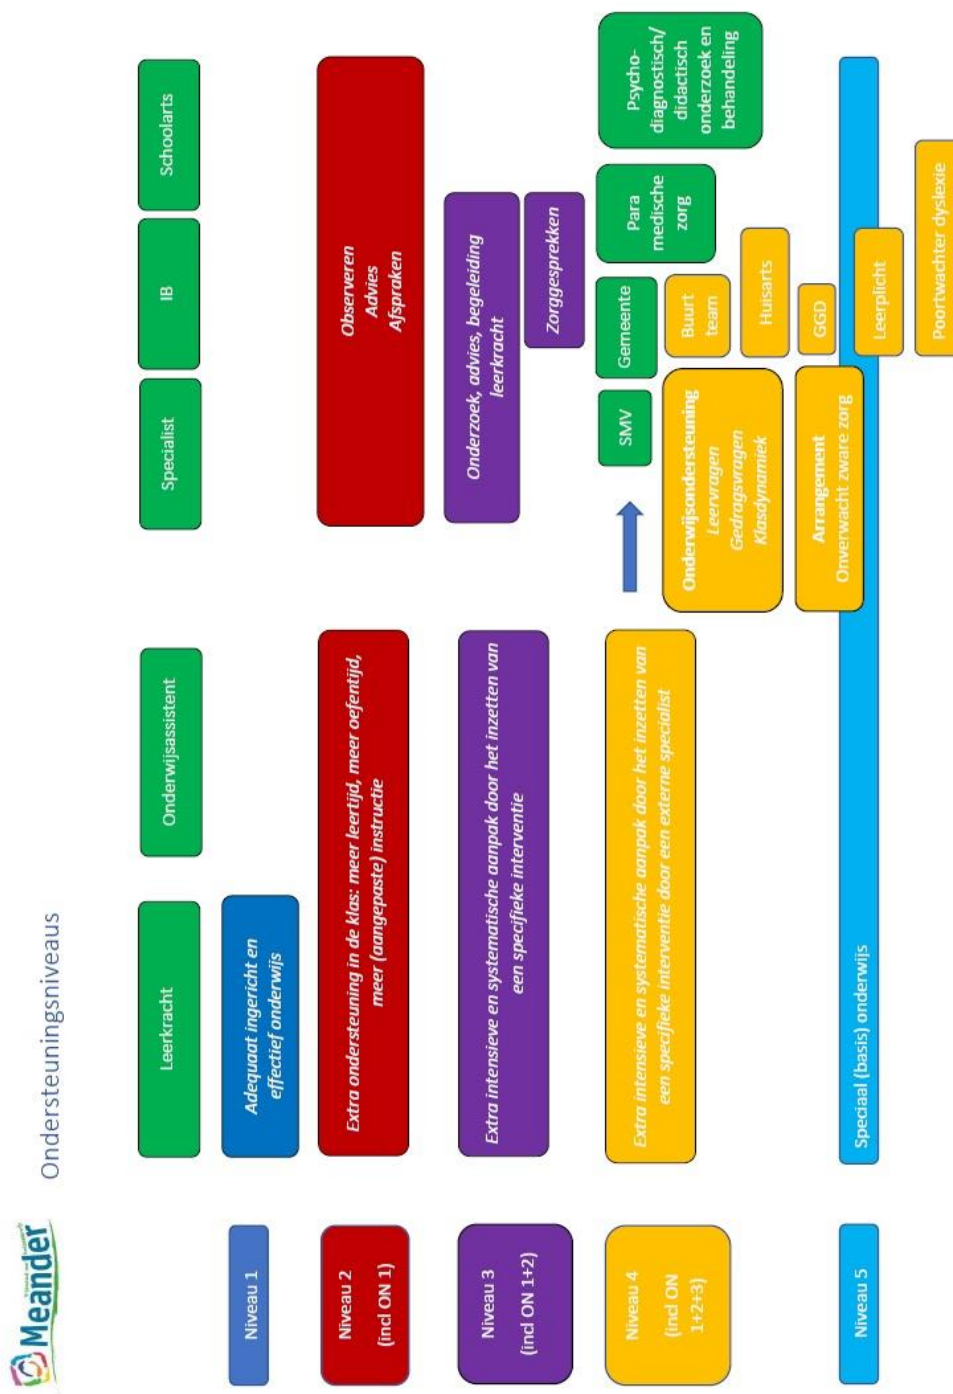 Meander
Ondersteuningsniveaus
Leerkracht
Onderwijsassistent
Specialist
IB
Schoolarts
Niveau 1
Adequaat ingericht en
effectief onderwijs
Niveau 2
(incl ON 1)
Extra ondersteuning in de klas: meer leertijd, meer oefentijd,
meer (aangepaste) instructie
Observeren
Advies
Afspraken
Niveau 3
(incl ON 1+2)
Extra intensieve en systematische aanpak door het inzetten van
een specifieke interventie
Onderzoek, advies, begeleiding
leerkracht
Zorggesprekken
Niveau 4
(incl ON
1+2+3)
Extra intensieve en systematische aanpak door het inzetten van
een specifieke interventie door een externe specialist
SMV
Gemeente
Para
medische
zorg
Psycho-
diagnostisch/
didactisch
onderzoek en
behandeling
Onderwijsondersteuning
Leervragen
Gedragsvragen
Klasdynamiek
Buurt
team
Huisarts
Arrangement
Onverwacht zware zorg
GGD
Niveau 5
Speciaal (basis) onderwijs
Leerplicht
Poortwachter dyslexie